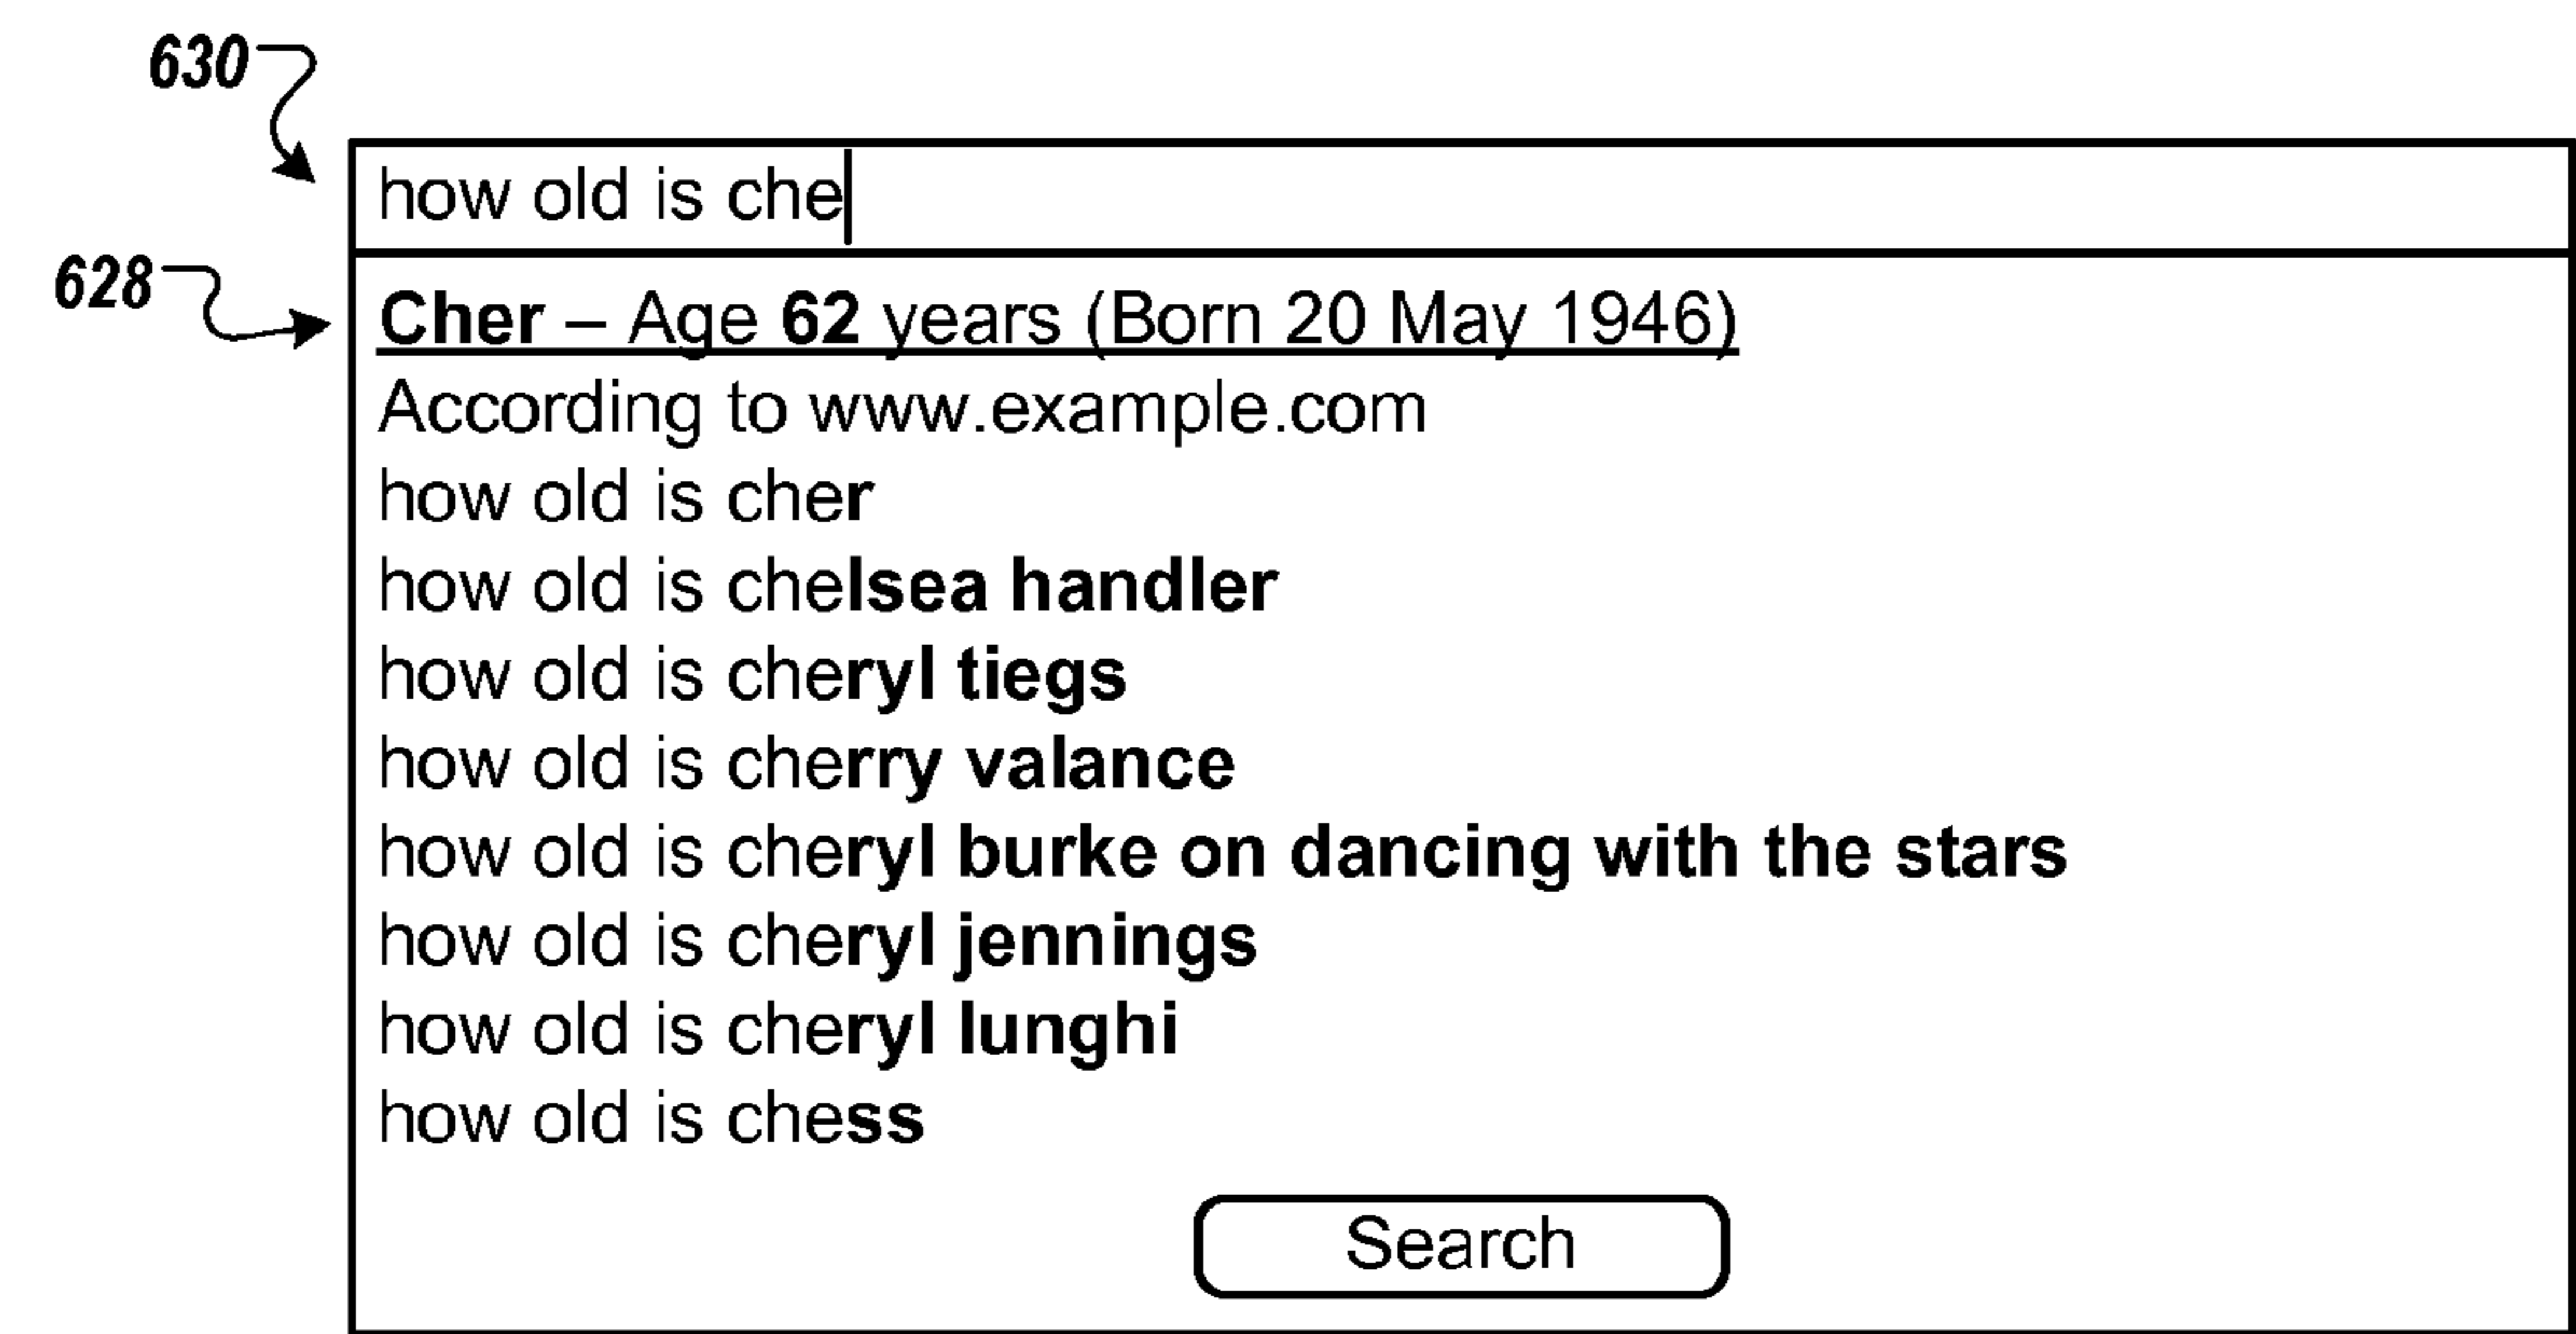 630
how old is che
628
Cher – Age 62 years (Born 20 May 1946)
According to www.example.com
how old is cher
how old is chelsea handler
how old is cheryl tiegs
how old is cherry valance
how old is cheryl burke on dancing with the stars
how old is cheryl jennings
how old is cheryl lunghi
how old is chess
Search